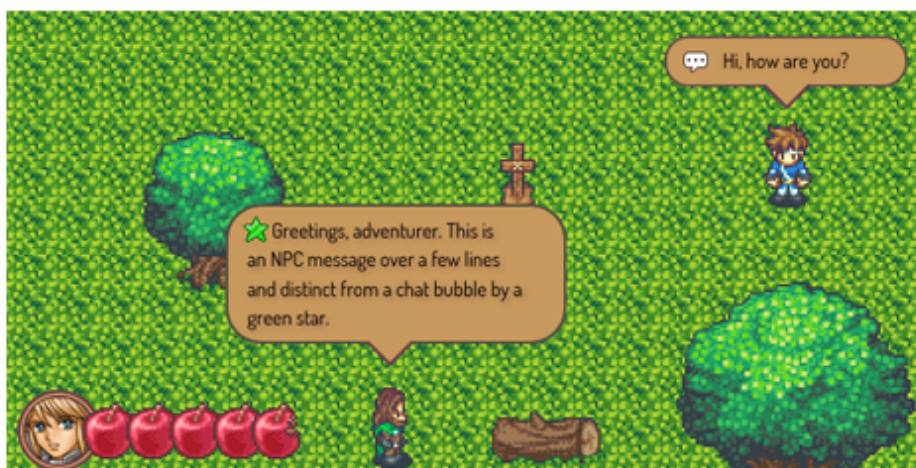 Hi, how are you?
Greetings, adventurer. This is
an NPC message over a few lines
and distinct from a chat bubble by a
green star.